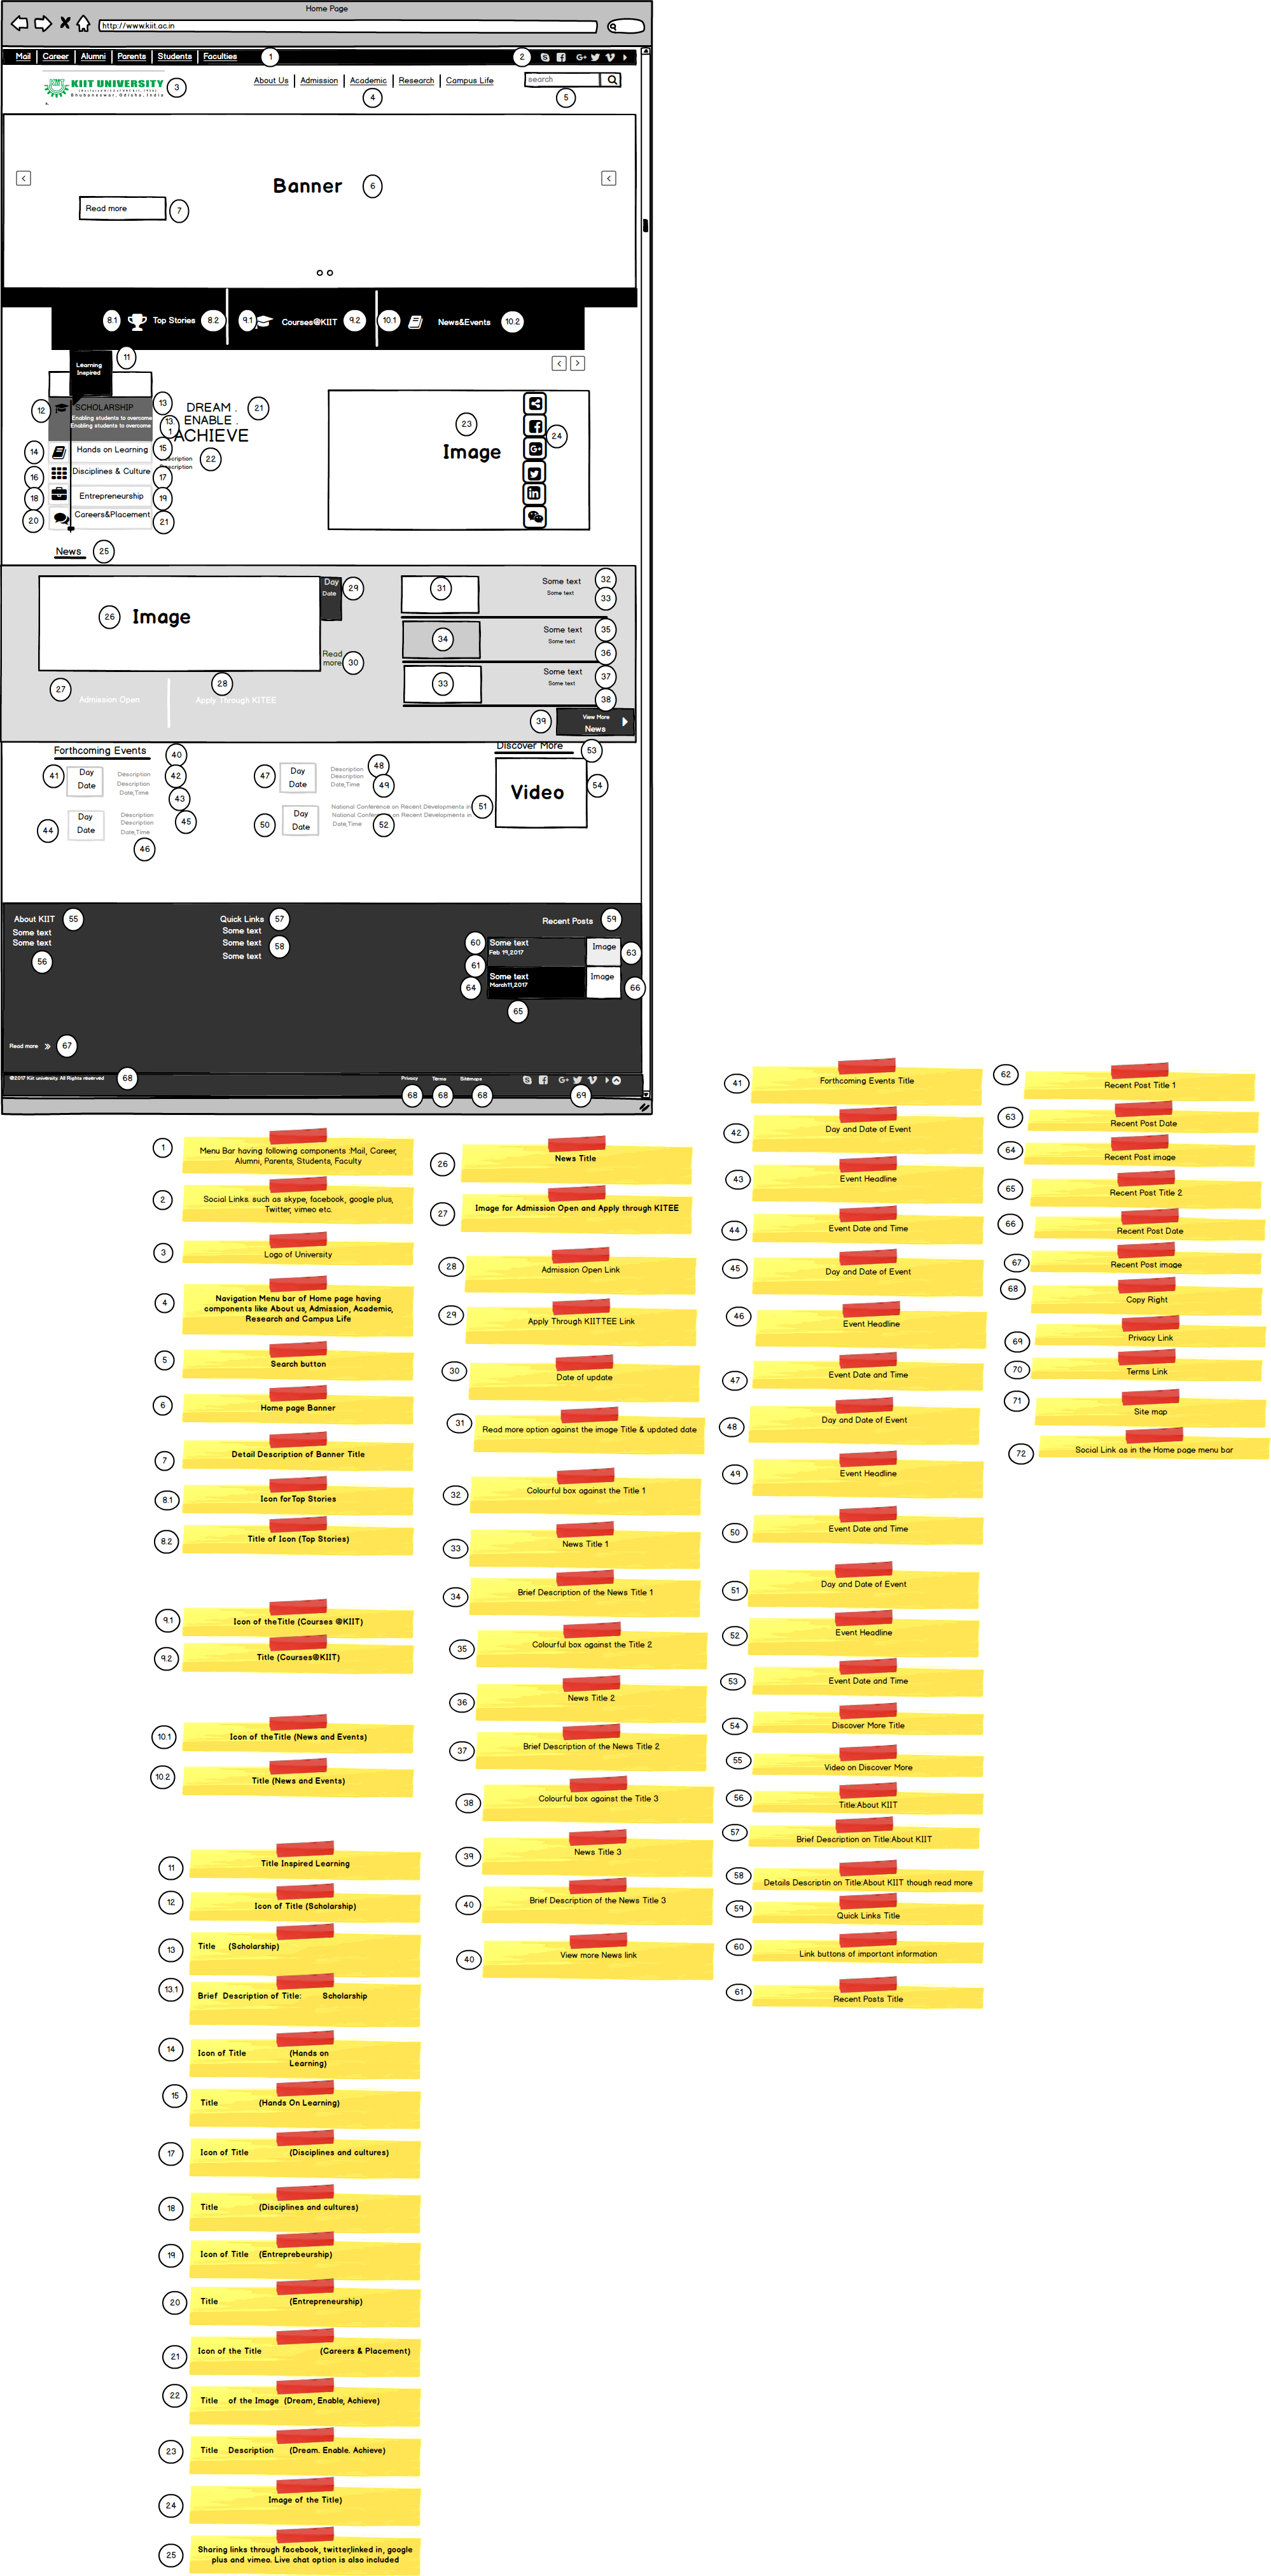 Home Page
http://www.kiit.ac.in
Mail Career Alumni Parents Students Faculties 1 2
KIIT UNIVERSITY 3
Bhubaneswar, Odisha, India
About Us Admission Academic Research Campus Life search
4 5
Banner 6
Read more 7
8.1 Top Stories 8.2 9.1 Courses@KIIT 9.2 10.1 News&Events 10.2
11
Learning
Inspired
12 SCHOLARSHIP 13
Enabling students to overcome
Enabling students to overcome
13
1
DREAM . 21
ENABLE .
ACHIEVE
14 Hands on Learning 15
Description 22
Description
16 Disciplines & Culture 17
18 Entrepreneurship 19
20 Careers&Placement 21
23
Image
24
News 25
26 Image
Day 29
Date
Read
more 30
27 28
Admission Open Apply Through KITEE
31 Some text 32
Some text 33
34 Some text 35
Some text 36
33 Some text 37
Some text 38
39 View More
News
Forthcoming Events 40
41 Day
Date
Description 42
Description
Date,Time 43
44 Day
Date
Description 45
Description
Date,Time
46
47 Day
Date
Description 48
Description
Date,Time 49
50 Day
Date
National Conference on Recent Developments in 51
National Conference on Recent Developments in
Date,Time 52
Discover More 53
Video 54
About KIIT 55
Some text
Some text
56
Quick Links 57
Some text
Some text 58
Some text
Recent Posts 59
60 Some text Image 63
Feb 19,2017
61
64 Some text Image 66
March11,2017
65
Read more 67
©2017 Kiit university. All Rights reserved 68
Privacy Terms Sitemaps
68 68 68 69
1 Menu Bar having following components :Mail, Career,
Alumni, Parents, Students, Faculty
2 Social Links. such as skype, facebook, google plus,
Twitter, vimeo etc.
3 Logo of University
4 Navigation Menu bar of Home page having
components like About us, Admission, Academic,
Research and Campus Life
5 Search button
6 Home page Banner
7 Detail Description of Banner Title
8.1 Icon forTop Stories
8.2 Title of Icon (Top Stories)
9.1 Icon of theTitle (Courses @KIIT)
9.2 Title (Courses@KIIT)
10.1 Icon of theTitle (News and Events)
10.2 Title (News and Events)
11 Title Inspired Learning
12 Icon of Title (Scholarship)
13 Title (Scholarship)
13.1 Brief Description of Title: Scholarship
14 Icon of Title (Hands on
Learning)
15 Title (Hands On Learning)
17 Icon of Title (Disciplines and cultures)
18 Title (Disciplines and cultures)
19 Icon of Title (Entreprebeurship)
20 Title (Entrepreneurship)
21 Icon of the Title (Careers & Placement)
22 Title of the Image (Dream, Enable, Achieve)
23 Title Description (Dream. Enable. Achieve)
24 Image of the Title)
25 Sharing links through facebook, twitter,linked in, google
plus and vimeo. Live chat option is also included
26 News Title
27 Image for Admission Open and Apply through KITEE
28 Admission Open Link
29 Apply Through KIITTEE Link
30 Date of update
31 Read more option against the image Title & updated date
32 Colourful box against the Title 1
33 News Title 1
34 Brief Description of the News Title 1
35 Colourful box against the Title 2
36 News Title 2
37 Brief Description of the News Title 2
38 Colourful box against the Title 3
39 News Title 3
40 Brief Description of the News Title 3
40 View more News link
41 Forthcoming Events Title
42 Day and Date of Event
43 Event Headline
44 Event Date and Time
45 Day and Date of Event
46 Event Headline
47 Event Date and Time
48 Day and Date of Event
49 Event Headline
50 Event Date and Time
51 Day and Date of Event
52 Event Headline
53 Event Date and Time
54 Discover More Title
55 Video on Discover More
56 Title:About KIIT
57 Brief Description on Title:About KIIT
58 Details Descriptin on Title:About KIIT though read more
59 Quick Links Title
60 Link buttons of important information
61 Recent Posts Title
62 Recent Post Title 1
63 Recent Post Date
64 Recent Post image
65 Recent Post Title 2
66 Recent Post Date
67 Recent Post image
68 Copy Right
69 Privacy Link
70 Terms Link
71 Site map
72 Social Link as in the Home page menu bar